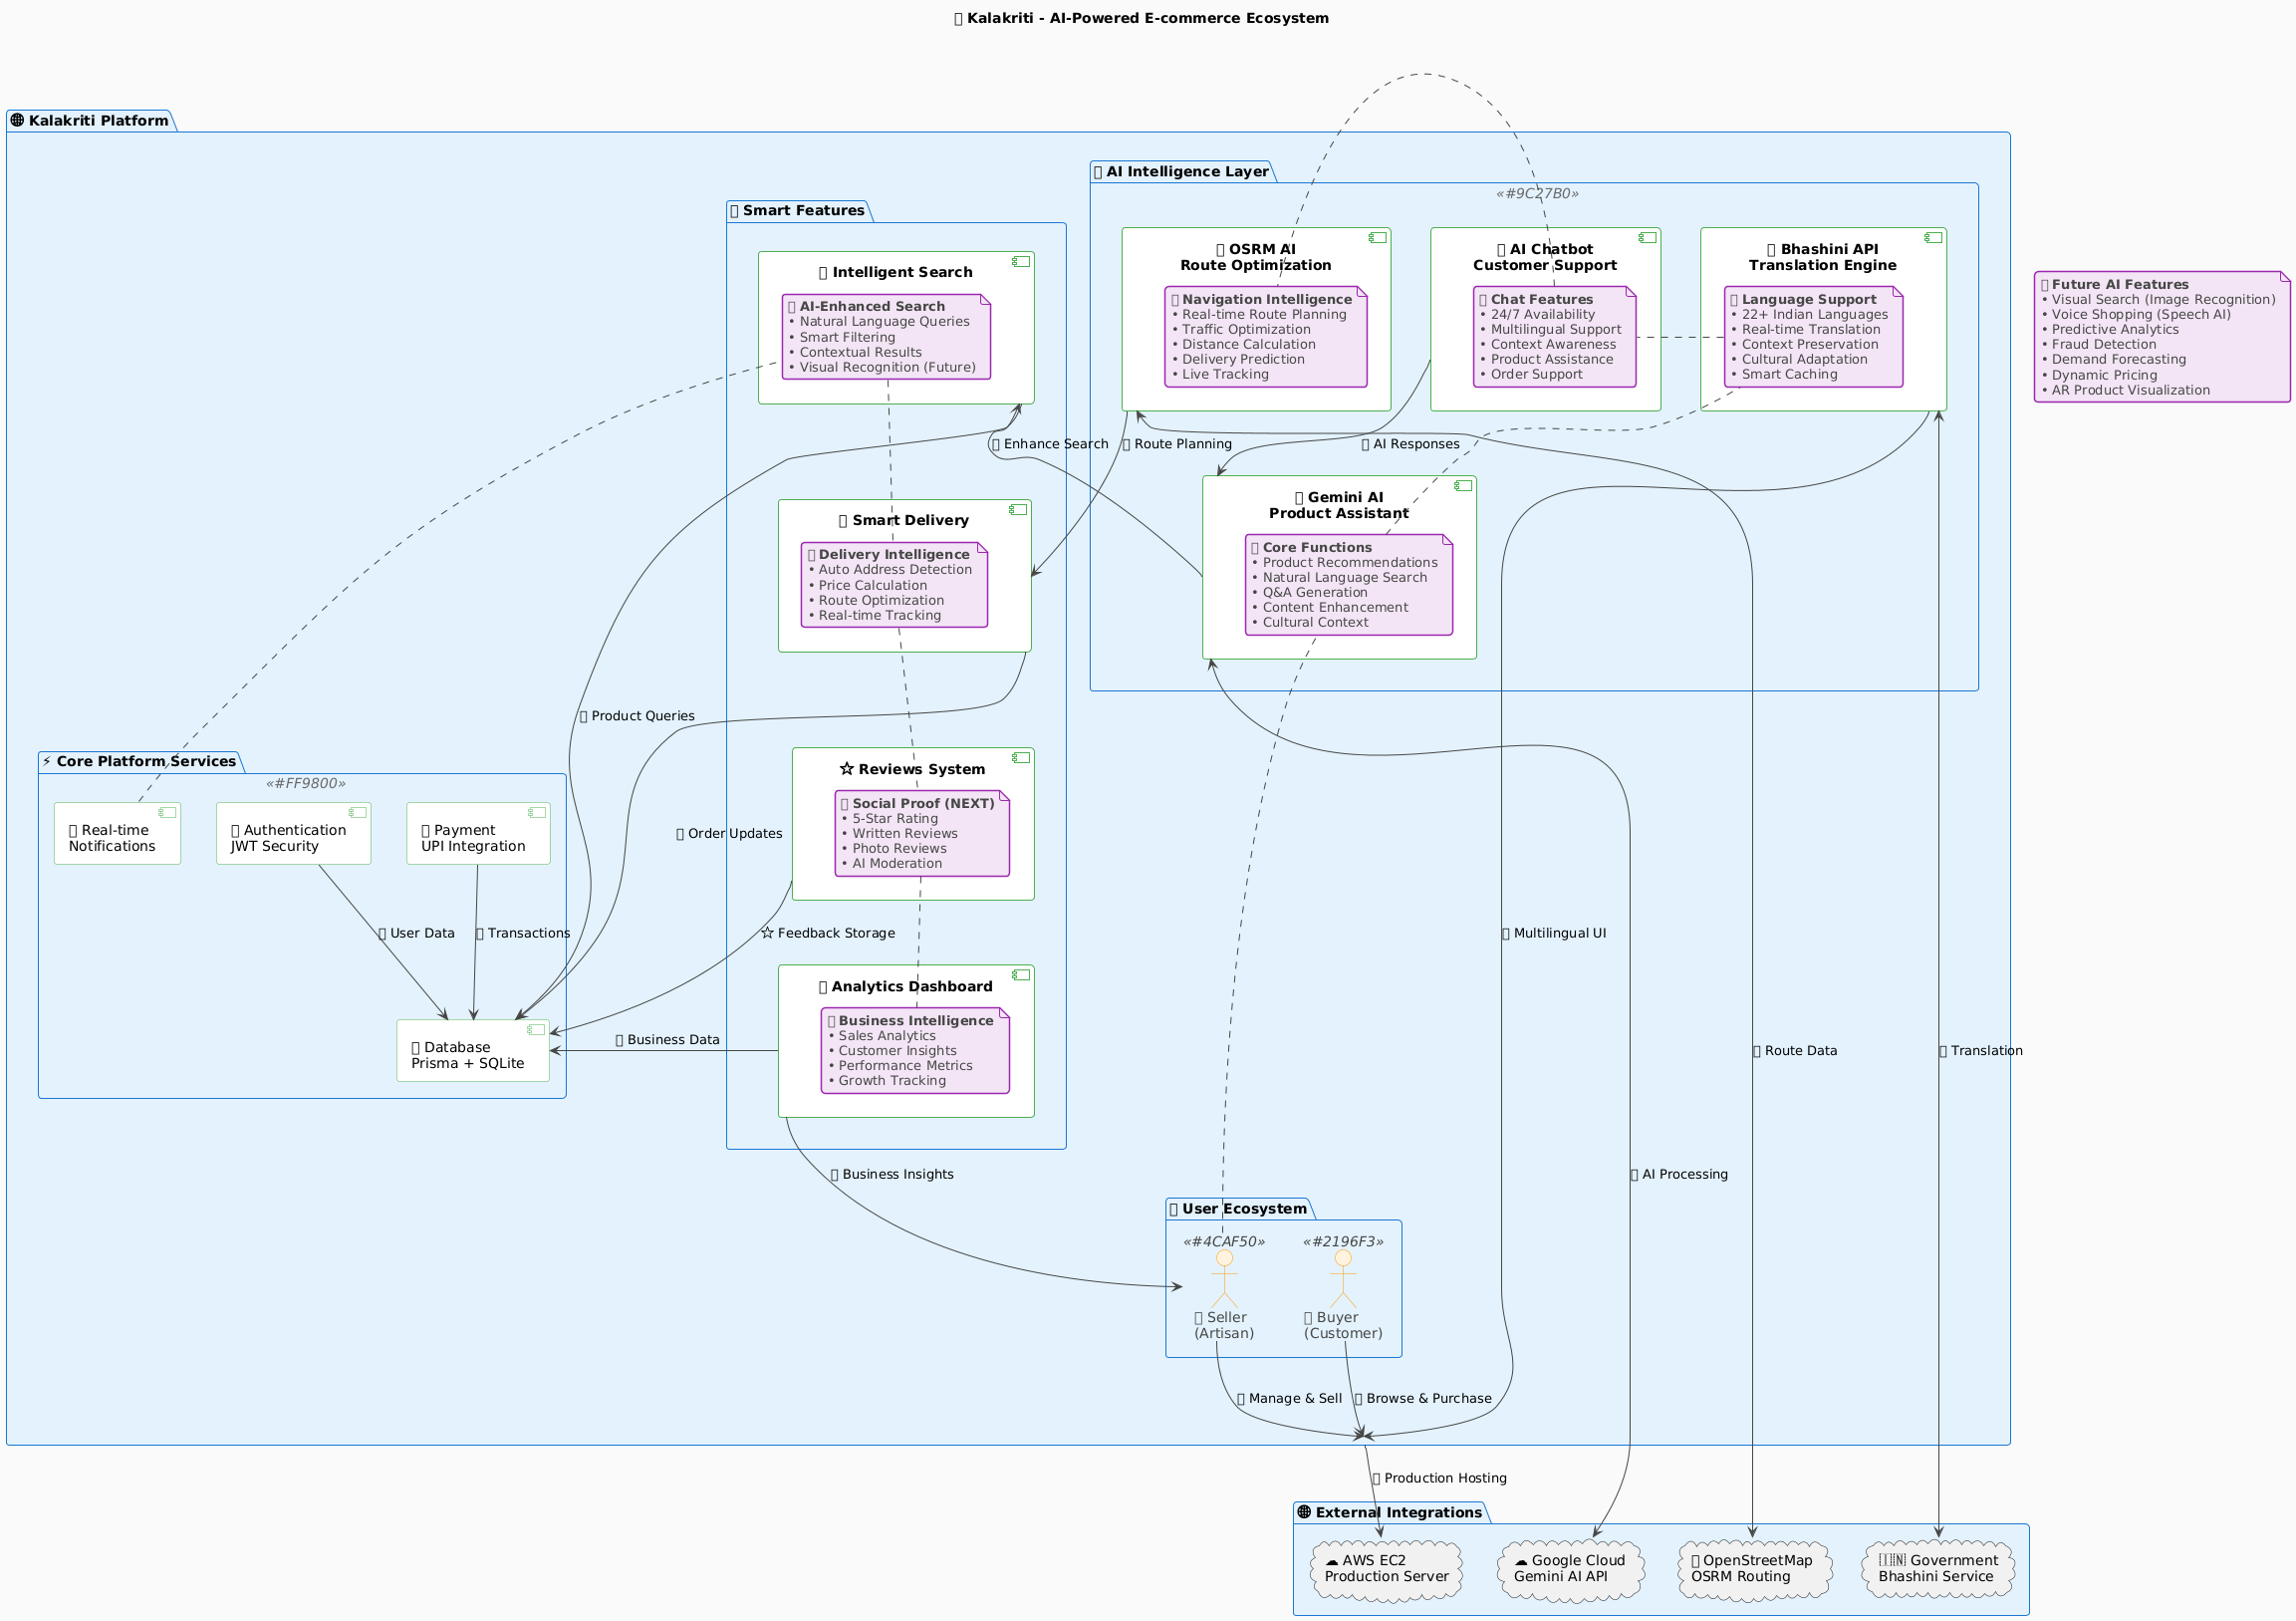 Kalakriti - AI-Powered E-commerce Ecosystem
🌐 Kalakriti Platform
AI Intelligence Layer
«#9C27B0»
Smart Features
OSRM AI
Route Optimization
Navigation Intelligence
• Real-time Route Planning
• Traffic Optimization
• Distance Calculation
• Delivery Prediction
• Live Tracking
AI Chatbot
Customer Support
Chat Features
• 24/7 Availability
• Multilingual Support
• Context Awareness
• Product Assistance
• Order Support
Bhashini API
Translation Engine
Language Support
• 22+ Indian Languages
• Real-time Translation
• Context Preservation
• Cultural Adaptation
• Smart Caching
Future AI Features
• Visual Search (Image Recognition)
• Voice Shopping (Speech AI)
• Predictive Analytics
• Fraud Detection
• Demand Forecasting
• Dynamic Pricing
• AR Product Visualization
Intelligent Search
AI-Enhanced Search
• Natural Language Queries
• Smart Filtering
• Contextual Results
• Visual Recognition (Future)
Enhance Search
Route Planning
AI Responses
Gemini AI
Product Assistant
Core Functions
• Product Recommendations
• Natural Language Search
• Q&A Generation
• Content Enhancement
• Cultural Context
Smart Delivery
Delivery Intelligence
• Auto Address Detection
• Price Calculation
• Route Optimization
• Real-time Tracking
Product Queries
⚡ Core Platform Services
«#FF9800»
Real-time
Notifications
Authentication
JWT Security
Payment
UPI Integration
Order Updates
☆ Reviews System
Social Proof (NEXT)
• 5-Star Rating
• Written Reviews
• Photo Reviews
• AI Moderation
User Data
Transactions
☆ Feedback Storage
Multilingual UI
Analytics Dashboard
Business Intelligence
• Sales Analytics
• Customer Insights
• Performance Metrics
• Growth Tracking
Database
Prisma + SQLite
Business Data
Route Data
Translation
Business Insights
AI Processing
User Ecosystem
«#4CAF50»
«#2196F3»
Seller
(Artisan)
Buyer
(Customer)
Manage & Sell
Browse & Purchase
Production Hosting
🌐 External Integrations
☁ AWS EC2
Production Server
☁ Google Cloud
Gemini AI API
OpenStreetMap
OSRM Routing
🇮🇳 Government
Bhashini Service